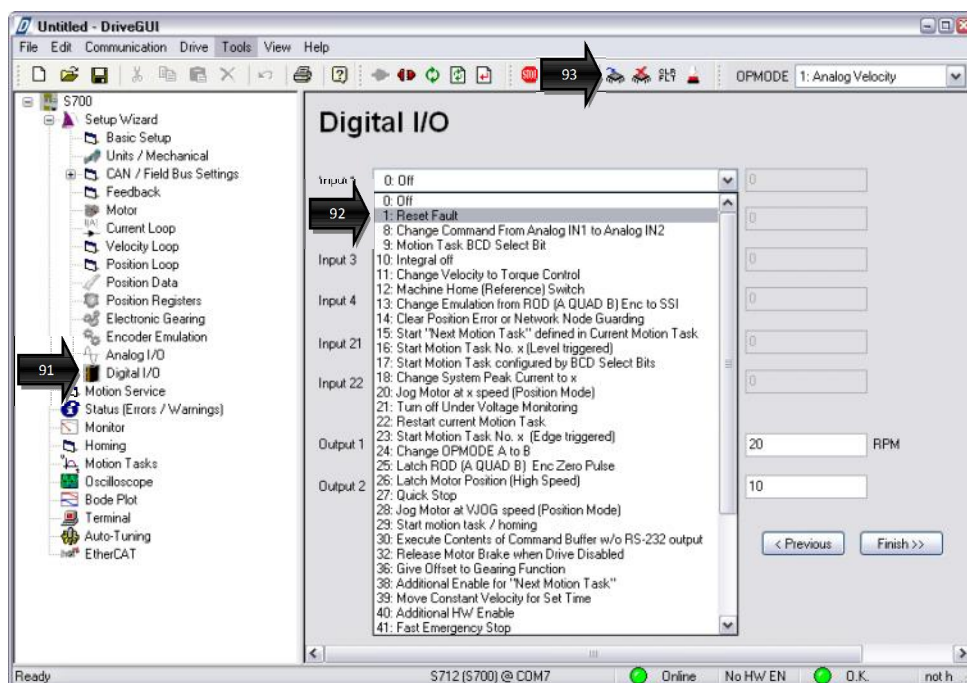 Untitled - DriveGUI
File Edit Communication Drive Tools View Help
STOP
93
OPMODE 1: Analog Velocity
S700
Setup Wizard
Basic Setup
Units / Mechanical
CAN / Field Bus Settings
Feedback
Motor
Current Loop
Velocity Loop
Position Loop
Position Data
Position Registers
Electronic Gearing
Encoder Emulation
Analog I/O
91
Digital I/O
Motion Service
Status (Errors / Warnings)
Monitor
Homing
Motion Tasks
Oscilloscope
Bode Plot
Terminal
Auto-Tuning
EtherCAT
Digital I/O
0: Off
0
0: Off
92
1: Reset Fault
0
8: Change Command From Analog IN1 to Analog IN2
9: Motion Task BCD Select Bit
Input 3
10: Integral off
0
11: Change Velocity to Torque Control
12: Machine Home (Reference) Switch
Input 4
13: Change Emulation from ROD (A QUAD B) Enc to SSI
0
14: Clear Position Error or Network Node Guarding
15: Start "Next Motion Task" defined in Current Motion Task
Input 21
16: Start Motion Task No. x (Level triggered)
0
17: Start Motion Task configured by BCD Select Bits
18: Change System Peak Current to x
Input 22
20: Jog Motor at x speed (Position Mode)
0
21: Turn off Under Voltage Monitoring
22: Restart current Motion Task
23: Start Motion Task No. x (Edge triggered)
Output 1
24: Change OPMODE A to B
20 RPM
25: Latch ROD (A QUAD B) Enc Zero Pulse
26: Latch Motor Position (High Speed)
Output 2
27: Quick Stop
10
28: Jog Motor at VJOG speed (Position Mode)
29: Start motion task / homing
30: Execute Contents of Command Buffer w/o RS-232 output
32: Release Motor Brake when Drive Disabled
36: Give Offset to Gearing Function
38: Additional Enable for "Next Motion Task"
39: Move Constant Velocity for Set Time
40: Additional HW Enable
41: Fast Emergency Stop
< Previous
Finish >>
Ready
S712 (S700) @ COM7
Online
No HW EN
O.K.
not h